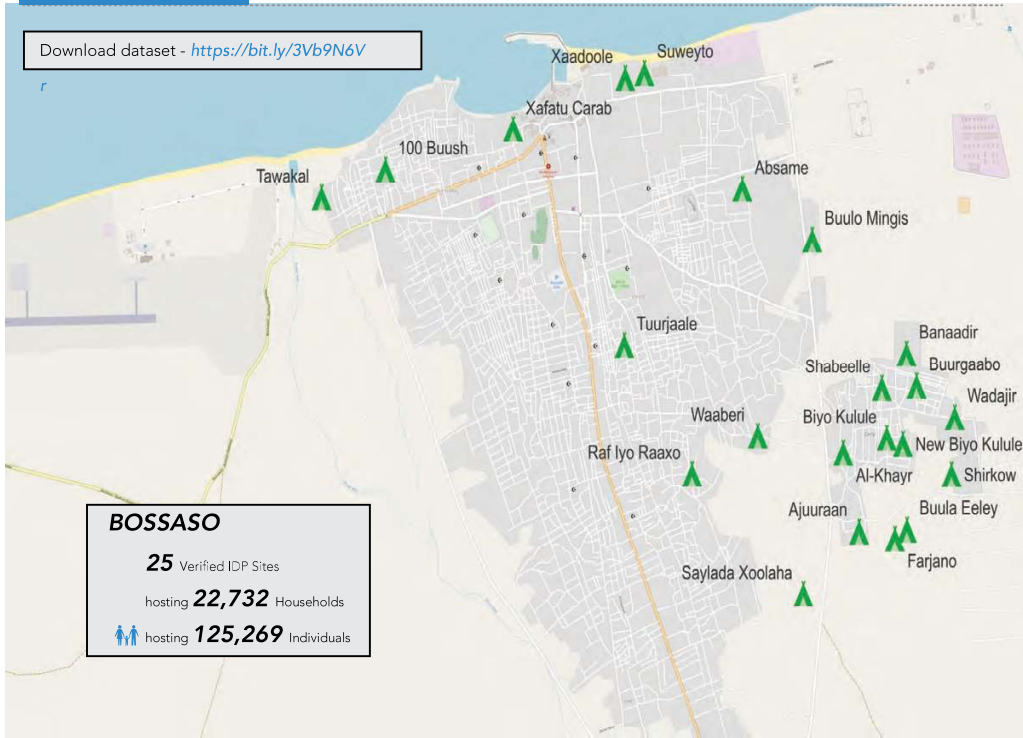 Download dataset - https://bit.ly/3Vb9N6V
r
Xaadoole
Suweyto
Xafatu Carab
100 Buush
Tawakal
Absame
Buulo Mingis
Tuurjaale
Banaadir
Shabeelle
Buurgaabo
Wadajir
Waaberi
Biyo Kulule
New Biyo Kulule
Raf Iyo Raaxo
Al-Khayr
Shirkow
Ajuuraan
Buula Eeley
Farjano
Saylada Xoolaha
BOSSASO
25 Verified IDP Sites
hosting 22,732 Households
hosting 125,269 Individuals